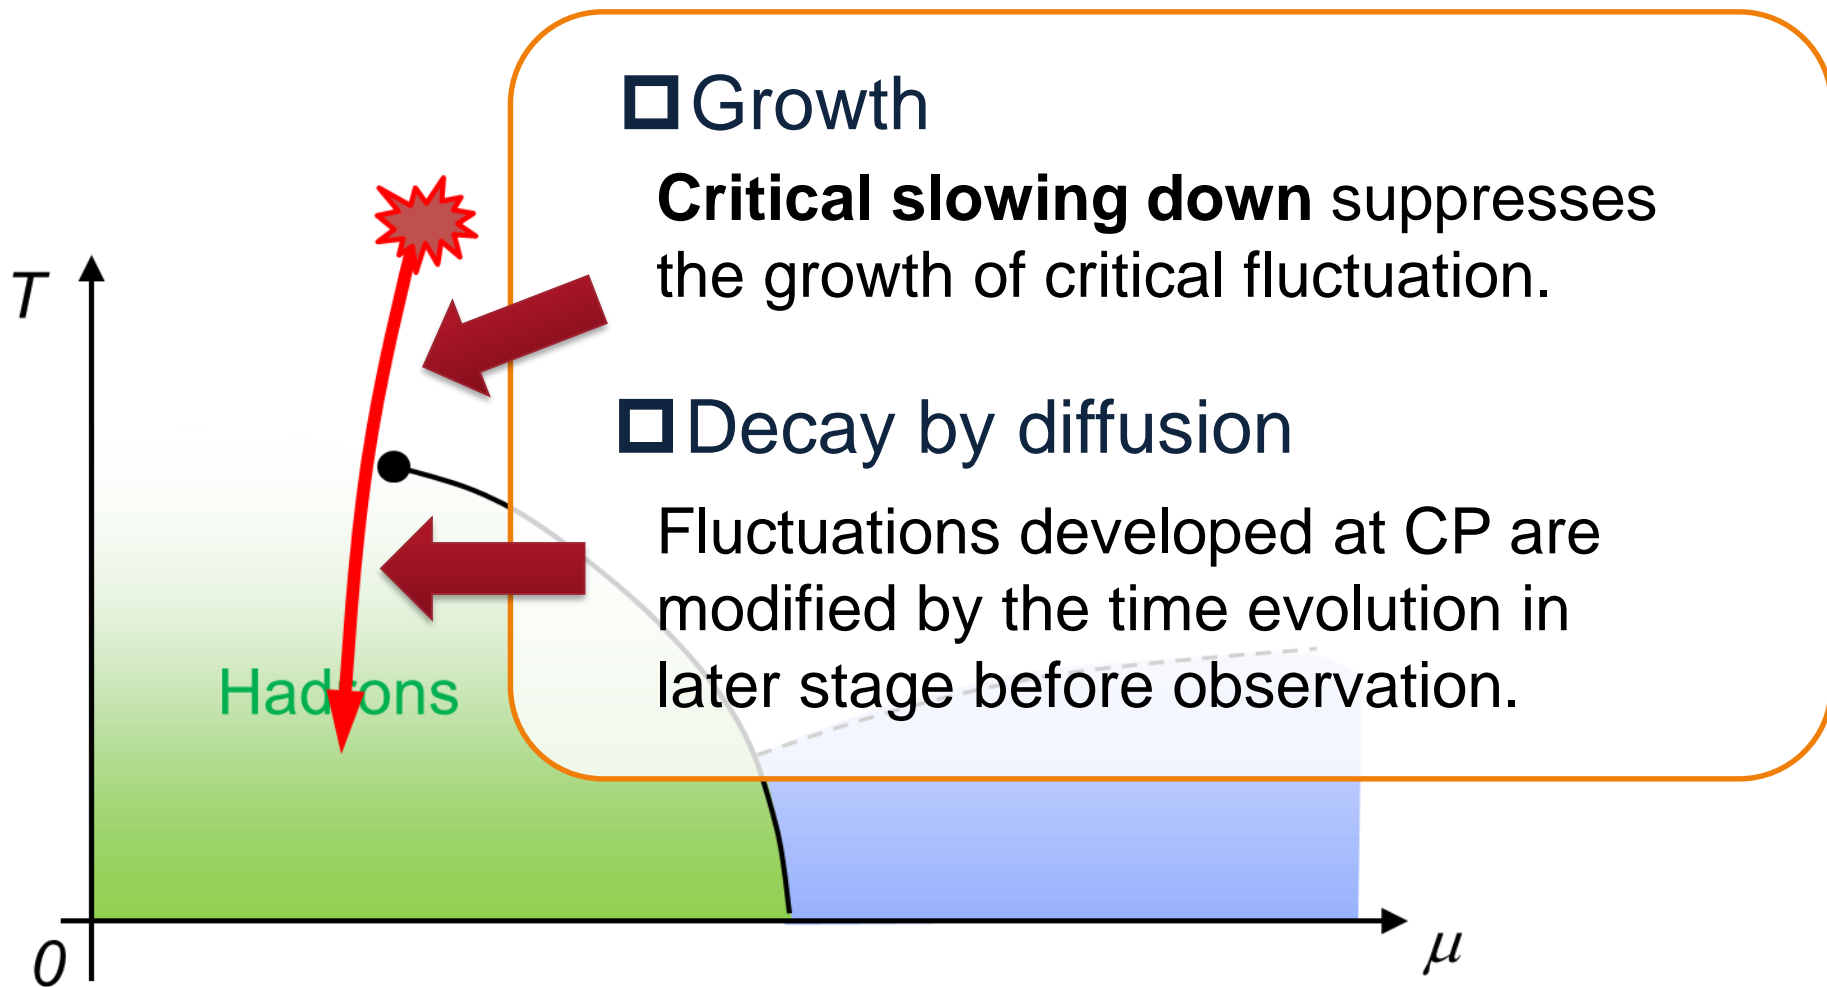 Growth
Critical slowing down suppresses
the growth of critical fluctuation.
T
Decay by diffusion
Fluctuations developed at CP are
modified by the time evolution in
later stage before observation.
Hadrons
0
μ